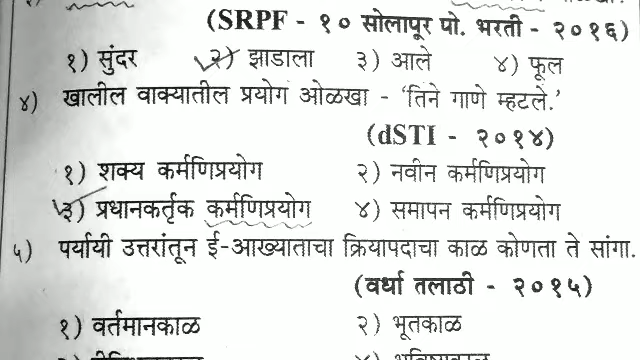 (SRPF - १० सोलापूर पो. भरती - २०१६)
१) सुंदर २) झाडाला ३) आले ४) फूल
४) खालील वाक्यातील प्रयोग ओळखा - 'तिने गाणे म्हटले.'
(dSTI - २०१४)
१) शक्य कर्मणिप्रयोग २) नवीन कर्मणिप्रयोग
३) प्रधानकर्तृक कर्मणिप्रयोग ४) समापन कर्मणिप्रयोग
५) पर्यायी उत्तरांतून ई-आख्याताचा क्रियापदाचा काळ कोणता ते सांगा.
(वर्धा तलाठी - २०१५)
१) वर्तमानकाळ २) भूतकाळ